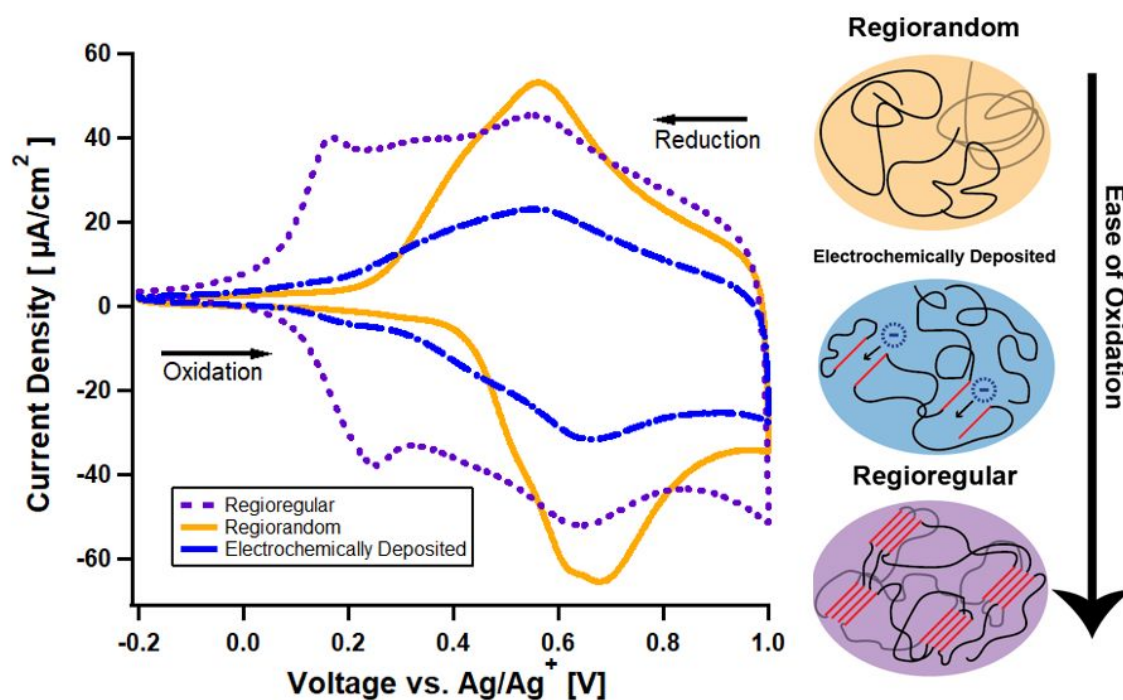 60
40
20
0
-20
-40
-60
-0.2 0.0 0.2 0.4 0.6 0.8 1.0
Current Density [ µA/cm2 ]
Voltage vs. Ag/Ag+ [V]
Reduction
Oxidation
Regioregular
Regiorandom
Electrochemically Deposited
Regiorandom
Electrochemically Deposited
Regioregular
Ease of Oxidation